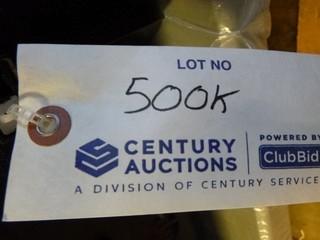 LOT NO
500K
CENTURY
AUCTIONS
POWERED BY
ClubBid
A DIVISION OF CENTURY SERVICE